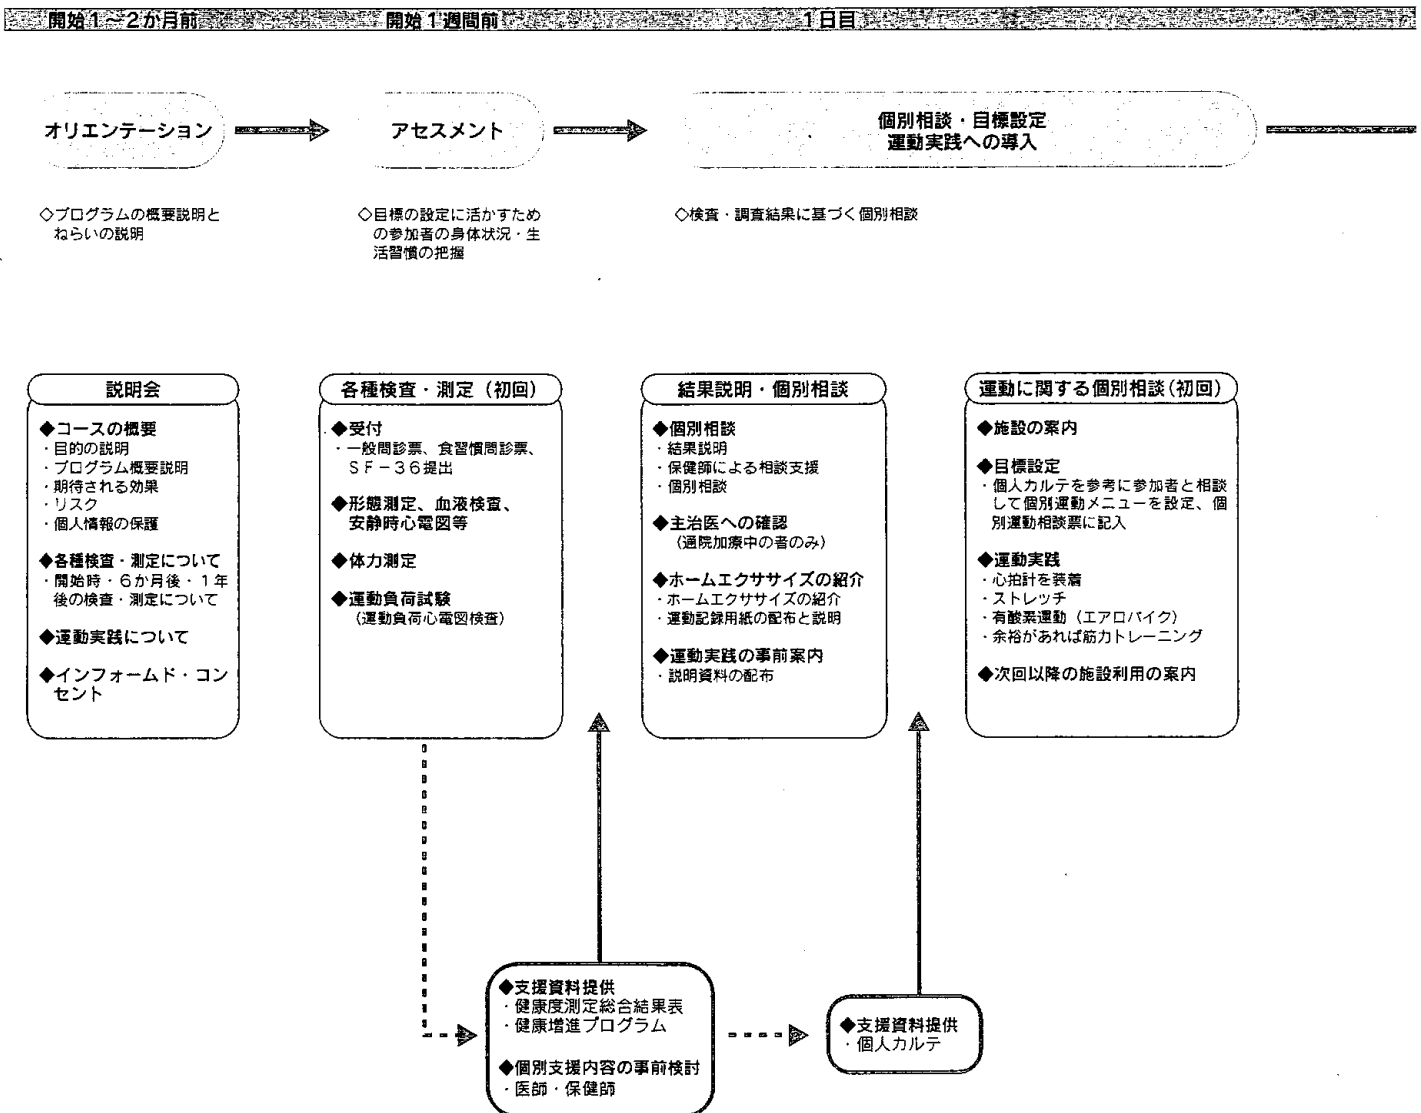 開始1〜2か月前
開始1週間前
1日目
オリエンテーション
アセスメント
個別相談・目標設定
運動実践への導入
◇プログラムの概要説明と
ねらいの説明
◇目標の設定に活かすため
の参加者の身体状況・生
活習慣の把握
◇検査・調査結果に基づく個別相談
説明会
◆コースの概要
・目的の説明
・プログラム概要説明
・期待される効果
・リスク
・個人情報の保護
◆各種検査・測定について
・開始時・6か月後・1年
後の検査・測定について
◆運動実践について
◆インフォームド・コン
セント
各種検査・測定(初回)
◆受付
・一般問診票、食習慣問診票、
SF-36提出
◆形態測定、血液検査、
安静時心電図等
◆体力測定
◆運動負荷試験
(運動負荷心電図検査)
結果説明・個別相談
◆個別相談
・結果説明
・保健師による相談支援
・個別相談
◆主治医への確認
(通院加療中の者のみ)
◆ホームエクササイズの紹介
・ホームエクササイズの紹介
・運動記録用紙の配布と説明
◆運動実践の事前案内
・説明資料の配布
運動に関する個別相談(初回)
◆施設の案内
◆目標設定
・個人カルテを参考に参加者と相談
して個別運動メニューを設定、個
別運動相談票に記入
◆運動実践
・心拍計を装着
・ストレッチ
・有酸素運動(エアロバイク)
・余裕があれば筋力トレーニング
◆次回以降の施設利用の案内
◆支援資料提供
・健康度測定総合結果表
・健康増進プログラム
◆個別支援内容の事前検討
・医師・保健師
◆支援資料提供
・個人カルテ